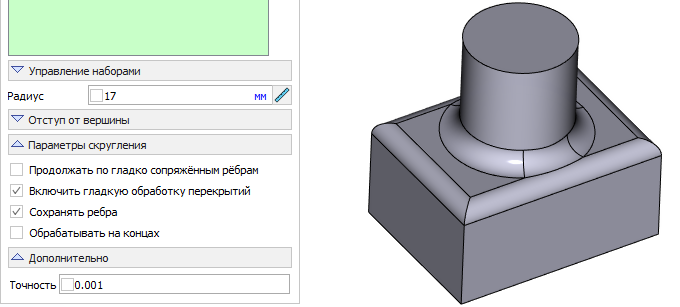 Управление наборами
Радиус 17 мм
Отступ от вершины
Параметры скругления
Продолжать по гладко сопряжённым рёбрам
Включить гладкую обработку перекрытий
Сохранять ребра
Обрабатывать на концах
Дополнительно
Точность 0.001